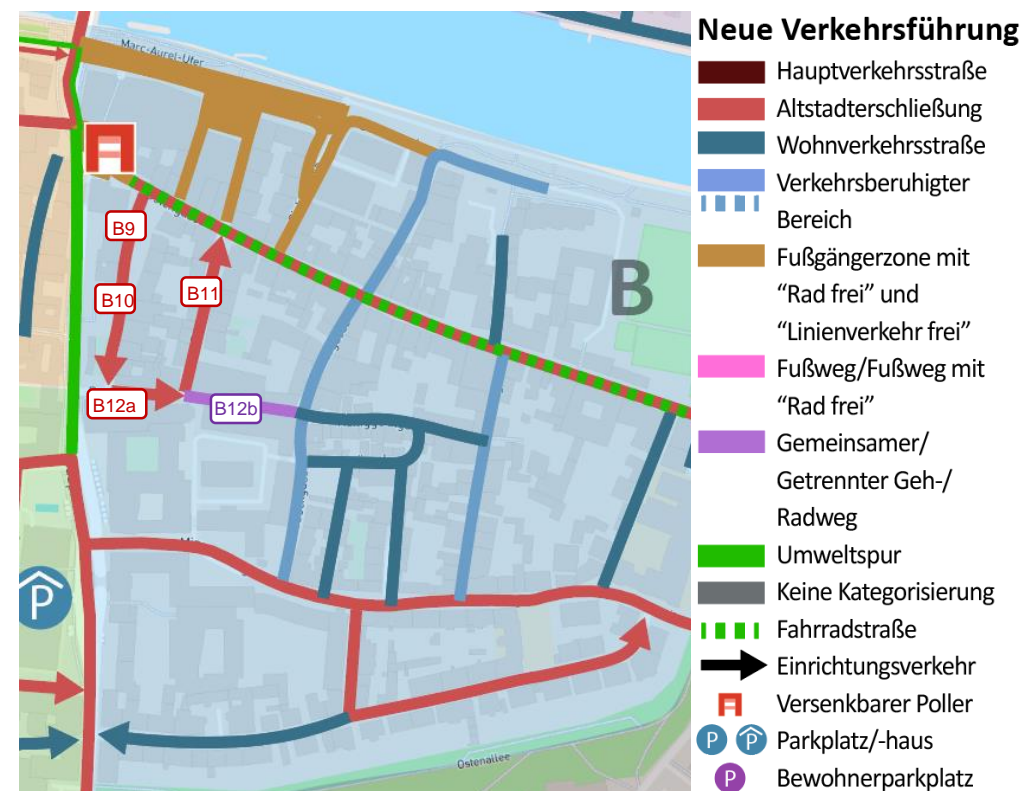 Neue Verkehrsführung
Hauptverkehrsstraße
Altstadterschließung
Wohnverkehrsstraße
Verkehrsberuhigter
Bereich
Fußgängerzone mit
“Rad frei” und
“Linienverkehr frei”
Fußweg/Fußweg mit
“Rad frei”
Gemeinsamer/
Getrennter Geh-/
Radweg
Umweltspur
Keine Kategorisierung
Fahrradstraße
Einrichtungsverkehr
Versenkbarer Poller
P P Parkplatz/-haus
P Bewohnerparkplatz
Marc-Aurel-Ufer
B9
B10
B11
B
B12a
B12b
P
Ostenallee